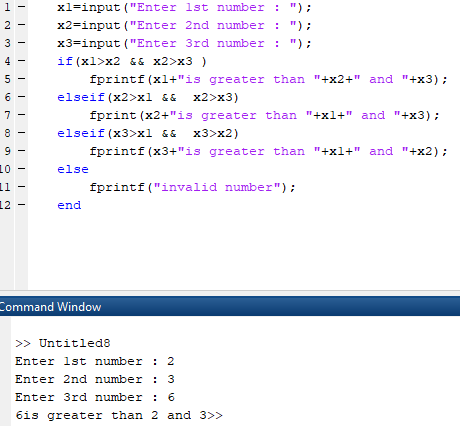 1 – x1=input("Enter 1st number : ");
2 – x2=input("Enter 2nd number : ");
3 – x3=input("Enter 3rd number : ");
4 – if(x1>x2 && x2>x3 )
5 – fprintf(x1+"is greater than "+x2+" and "+x3);
6 – elseif(x2>x1 && x2>x3)
7 – fprint(x2+"is greater than "+x1+" and "+x3);
8 – elseif(x3>x1 && x3>x2)
9 – fprintf(x3+"is greater than "+x1+" and "+x2);
10 – else
11 – fprintf("invalid number");
12 – end
Command Window
>> Untitled8
Enter 1st number : 2
Enter 2nd number : 3
Enter 3rd number : 6
6is greater than 2 and 3>>